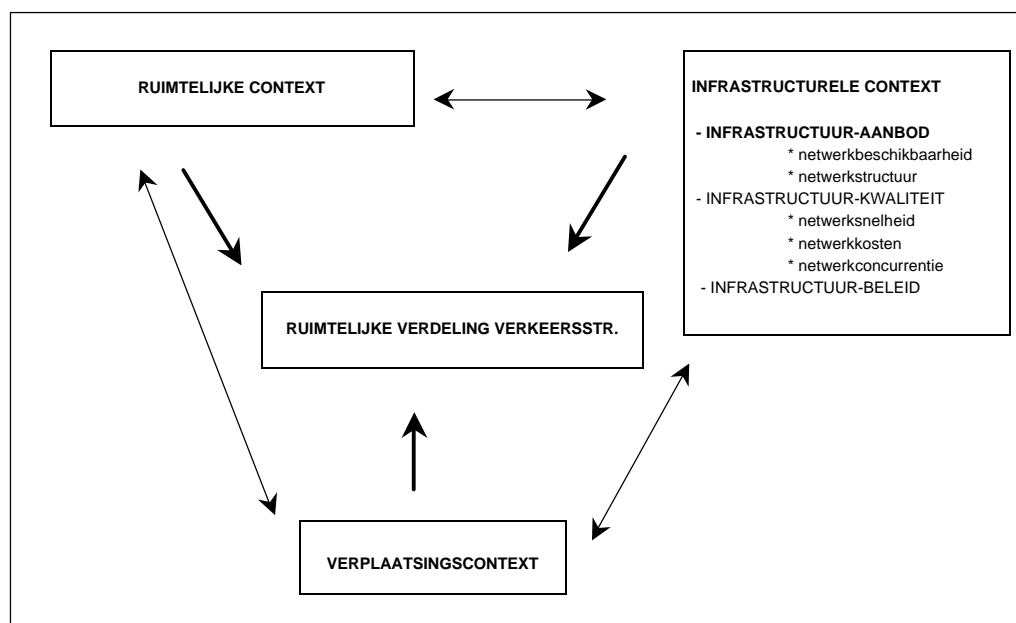 RUIMTELIJKE CONTEXT
INFRASTRUCTURELE CONTEXT
- INFRASTRUCTUUR-AANBOD
* netwerkbeschikbaarheid
* netwerkstructuur
- INFRASTRUCTUUR-KWALITEIT
* netwerksnelheid
* netwerkkosten
* netwerkconcurrentie
- INFRASTRUCTUUR-BELEID
RUIMTELIJKE VERDELING VERKEERSSTR.
VERPLAATSINGSCONTEXT